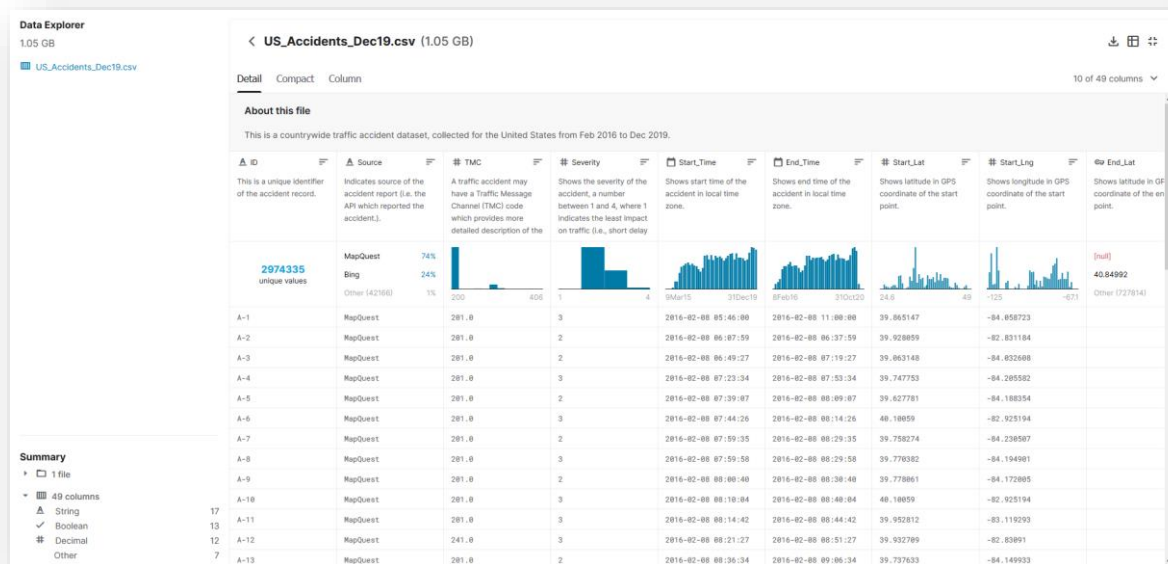 Data Explorer
1.05 GB
US_Accidents_Dec19.csv
< US_Accidents_Dec19.csv (1.05 GB)
Detail Compact Column
10 of 49 columns
About this file
This is a countrywide traffic accident dataset, collected for the United States from Feb 2016 to Dec 2019.
ID
This is a unique identifier
of the accident record.
2974335
unique values
Source
Indicates source of the
accident report (i.e. the
API which reported the
accident.).
MapQuest 74%
Bing 24%
Other (42166) 1%
# TMC
A traffic accident may
have a Traffic Message
Channel (TMC) code
which provides more
detailed description of the
200 406
# Severity
Shows the severity of the
accident, a number
between 1 and 4, where 1
indicates the least impact
on traffic (i.e., short delay
1 4
Start_Time
Shows start time of the
accident in local time
zone.
9Mar15 31Dec19
End_Time
Shows end time of the
accident in local time
zone.
8Feb16 31Oct20
# Start_Lat
Shows latitude in GPS
coordinate of the start
point.
24.6 49
# Start_Lng
Shows longitude in GPS
coordinate of the start
point.
-125 -67.1
End_Lat
Shows latitude in GP
coordinate of the en
point.
[null]
40.84992
Other (727814)
A-1 MapQuest 201.0 3 2016-02-08 05:46:00 2016-02-08 11:00:00 39.865147 -84.058723
A-2 MapQuest 201.0 2 2016-02-08 06:07:59 2016-02-08 06:37:59 39.928059 -82.831184
A-3 MapQuest 201.0 2 2016-02-08 06:49:27 2016-02-08 07:19:27 39.063148 -84.032608
A-4 MapQuest 201.0 3 2016-02-08 07:23:34 2016-02-08 07:53:34 39.747753 -84.205582
A-5 MapQuest 201.0 2 2016-02-08 07:39:07 2016-02-08 08:09:07 39.627781 -84.188354
A-6 MapQuest 201.0 3 2016-02-08 07:44:26 2016-02-08 08:14:26 40.10059 -82.925194
A-7 MapQuest 201.0 2 2016-02-08 07:59:35 2016-02-08 08:29:35 39.758274 -84.230507
A-8 MapQuest 201.0 3 2016-02-08 07:59:58 2016-02-08 08:29:58 39.770382 -84.194901
A-9 MapQuest 201.0 2 2016-02-08 08:00:40 2016-02-08 08:30:40 39.778061 -84.172005
A-10 MapQuest 201.0 3 2016-02-08 08:10:04 2016-02-08 08:40:04 40.10059 -82.925194
A-11 MapQuest 201.0 3 2016-02-08 08:14:42 2016-02-08 08:44:42 39.952812 -83.119293
A-12 MapQuest 241.0 3 2016-02-08 08:21:27 2016-02-08 08:51:27 39.932709 -82.83091
A-13 MapQuest 201.0 2 2016-02-08 08:36:34 2016-02-08 09:06:34 39.737633 -84.149933
Summary
1 file
49 columns
String 17
Boolean 13
# Decimal 12
Other 7